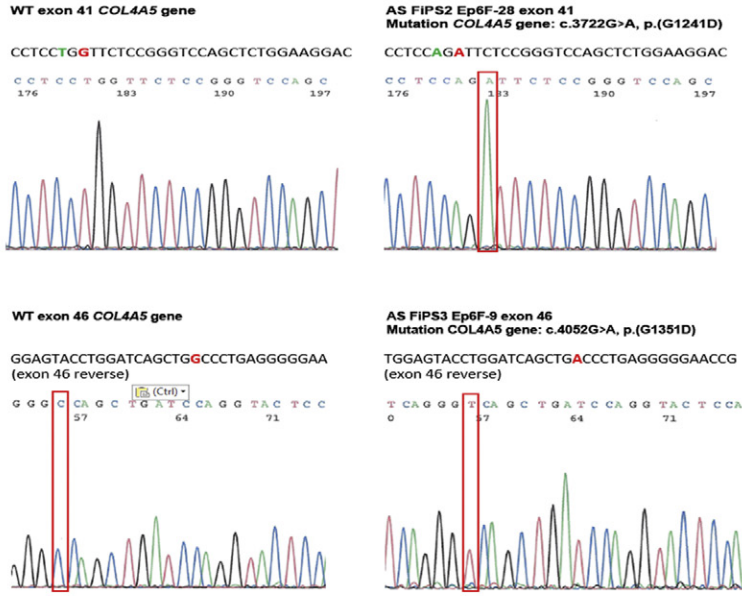 WT exon 41 COL4A5 gene
CCTCCTGGTTCTCCGGGTCCAGCTCTGGAAGGAC
C C T C C T G G T T C T C C G G G T C C A G C
176 183 190 197
AS FiPS2 Ep6F-28 exon 41
Mutation COL4A5 gene: c.3722G>A, p.(G1241D)
CCTCCAGATTCTCCGGGTCCAGCTCTGGAAGGAC
C C T C C A G A T T C T C C G G G T C C A G C
176 183 190 197
WT exon 46 COL4A5 gene
GGAGTACCTGGATCAGCTGGCCCTGAGGGGGAA
(exon 46 reverse)
(Ctrl)
G G G C C A G C T G A T C C A G G T A C T C C
57 64 71
AS FiPS3 Ep6F-9 exon 46
Mutation COL4A5 gene: c.4052G>A, p.(G1351D)
TGGAGTACCTGGATCAGCTGACCCTGAGGGGGAACCG
(exon 46 reverse)
T C A G G G T C A G C T G A T C C A G G T A C T C C A
0 57 64 71